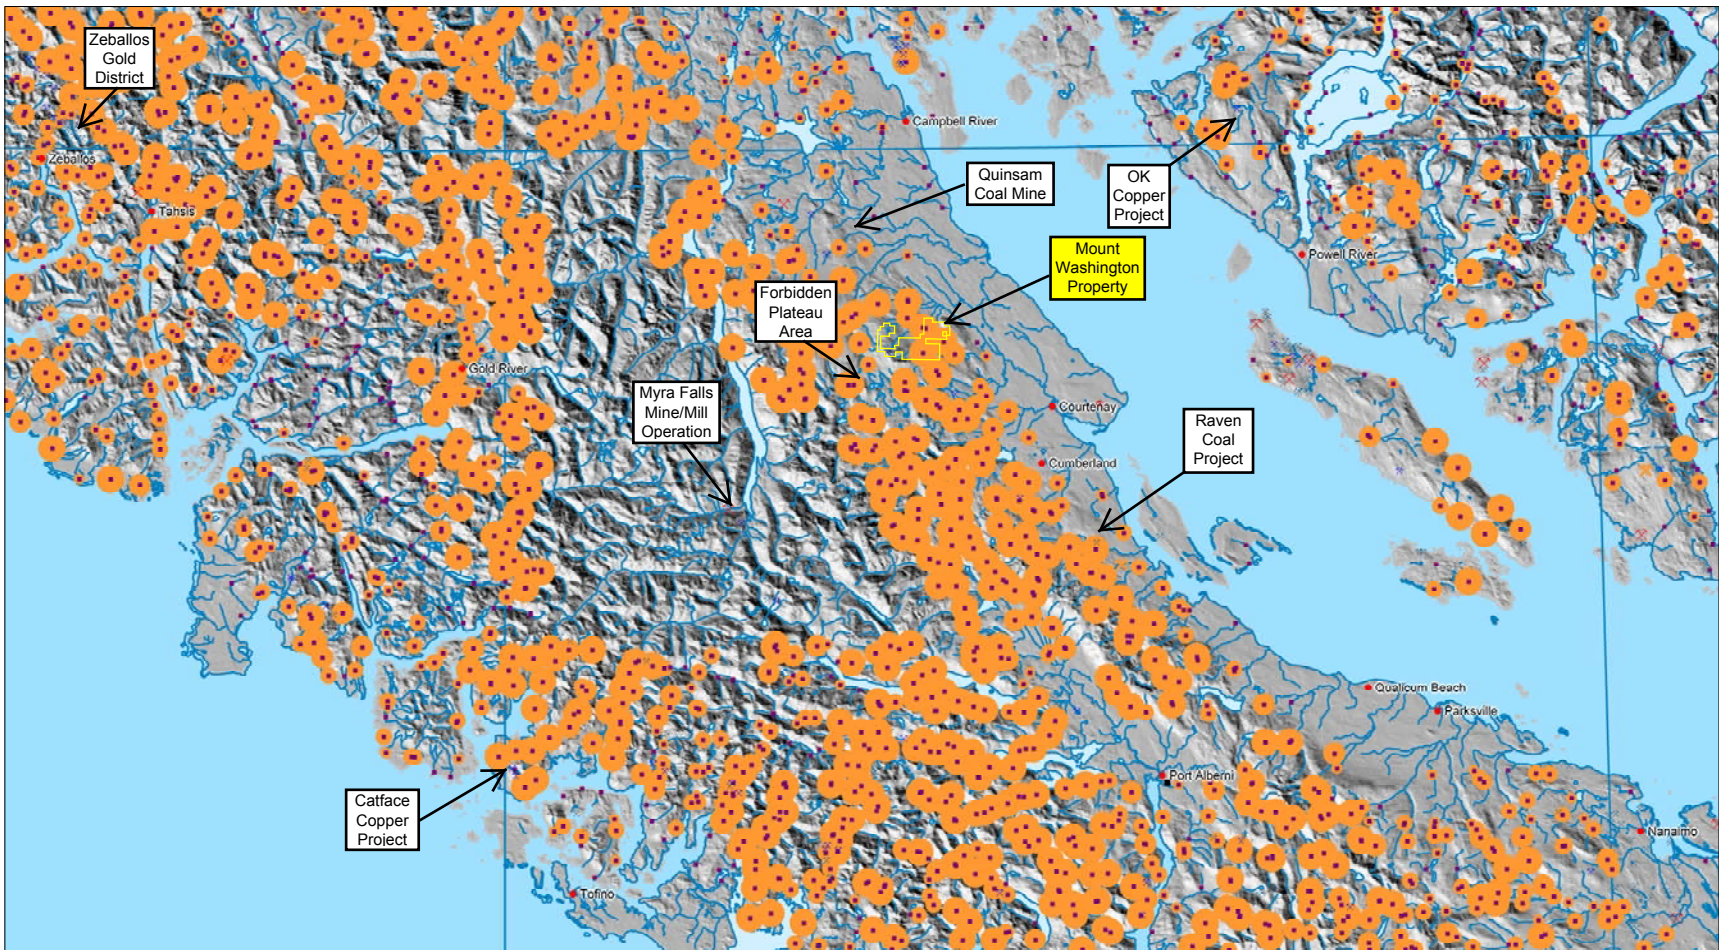 Zeballos
Gold
District
Campbell River
Zeballos
Quinsam
Coal Mine
OK
Copper
Project
Tahsis
Mount
Washington
Property
Powell River
Forbidden
Plateau
Area
Gold River
Myra Falls
Mine/Mill
Operation
Courtenay
Raven
Coal
Project
Cumberland
Qualicum Beach
Parksville
Port Alberni
Catface
Copper
Project
Nanaimo
Tofino